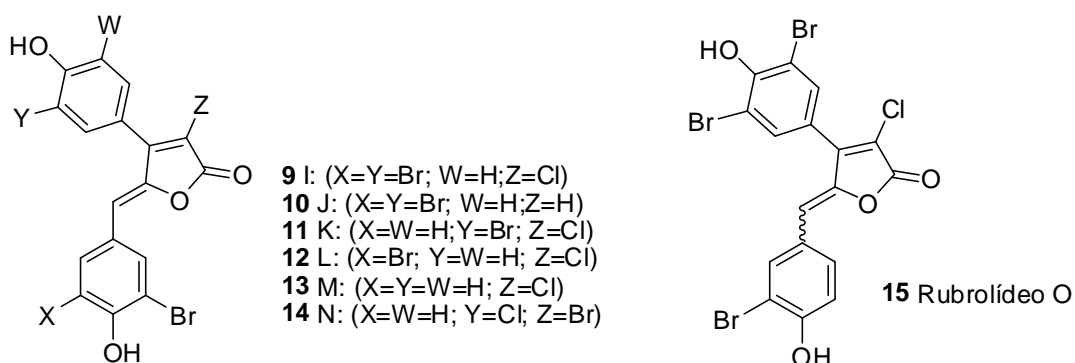 W
HO
Y
Z
O
O
X
Br
OH
9 I: (X=Y=Br; W=H;Z=Cl)
10 J: (X=Y=Br; W=H;Z=H)
11 K: (X=W=H;Y=Br; Z=Cl)
12 L: (X=Br; Y=W=H; Z=Cl)
13 M: (X=Y=W=H; Z=Cl)
14 N: (X=W=H; Y=Cl; Z=Br)
Br
HO
Br
Cl
O
O
Br
OH
15 Rubrolídeo O